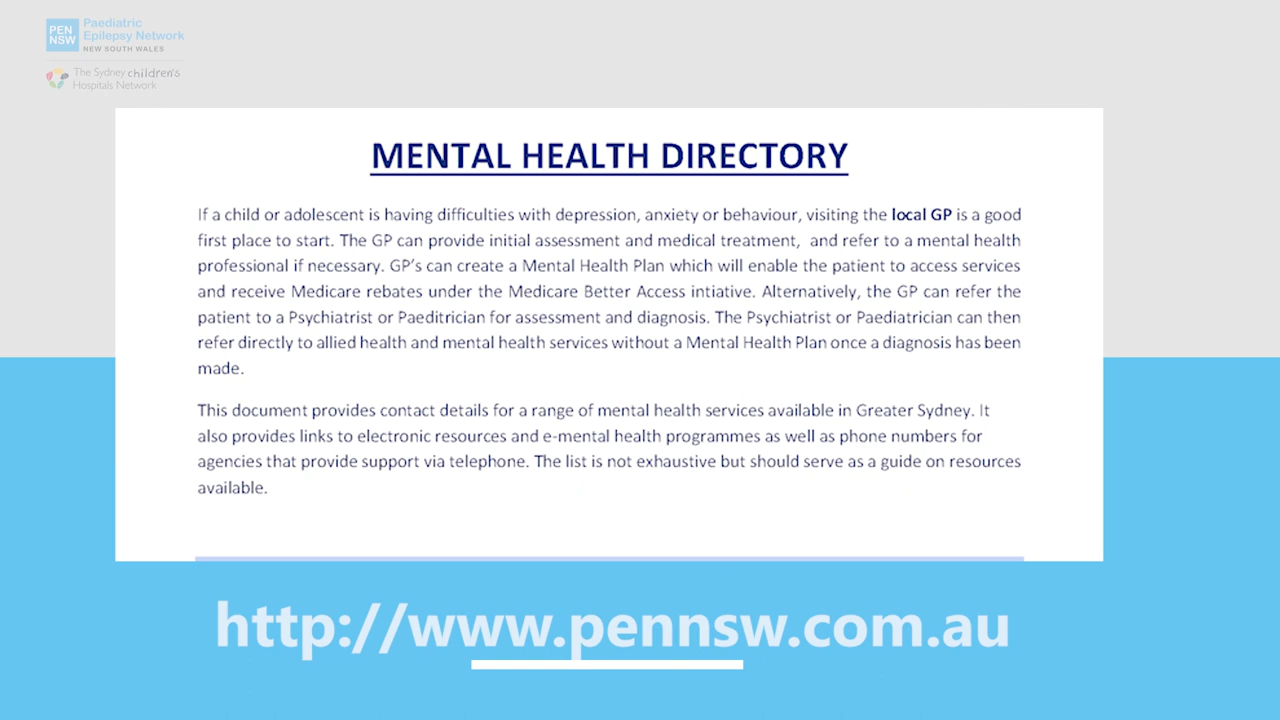 PEN
NSW
Paediatric
Epilepsy Network
NEW SOUTH WALES
The Sydney children's
Hospitals Network
MENTAL HEALTH DIRECTORY
If a child or adolescent is having difficulties with depression, anxiety or behaviour, visiting the local GP is a good
first place to start. The GP can provide initial assessment and medical treatment,  and refer to a mental health
professional if necessary. GP's can create a Mental Health Plan which will enable the patient to access services
and receive Medicare rebates under the Medicare Better Access intiative. Alternatively, the GP can refer the
patient to a Psychiatrist or Paeditrician for assessment and diagnosis. The Psychiatrist or Paediatrician can then
refer directly to allied health and mental health services without a Mental Health Plan once a diagnosis has been
made.
This document provides contact details for a range of mental health services available in Greater Sydney. It
also provides links to electronic resources and e-mental health programmes as well as phone numbers for
agencies that provide support via telephone. The list is not exhaustive but should serve as a guide on resources
available.
http://www.pennsw.com.au